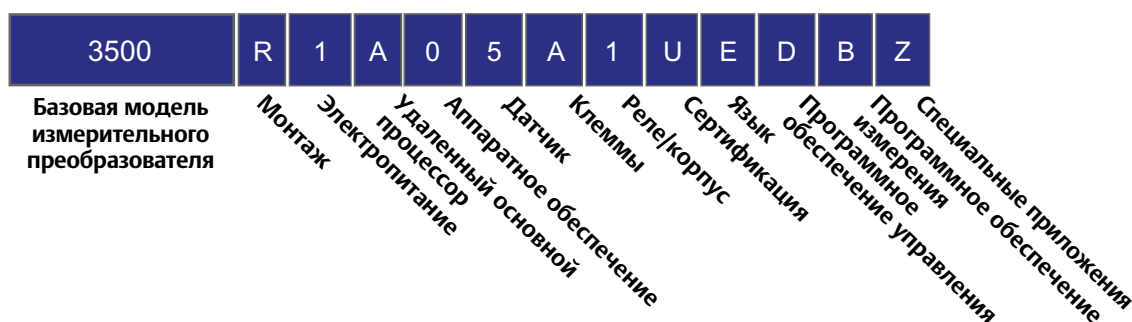 3500 R 1 A 0 5 A 1 U E D B Z
Базовая модель
измерительного
преобразователя
Монтаж
Электропитание
Удаленный основной
процессор
Аппаратное обеспечение
Датчик
Клеммы
Реле/корпус
Сертификация
Язык
Программное
обеспечение управления
Программное обеспечение
измерения
Специальные приложения